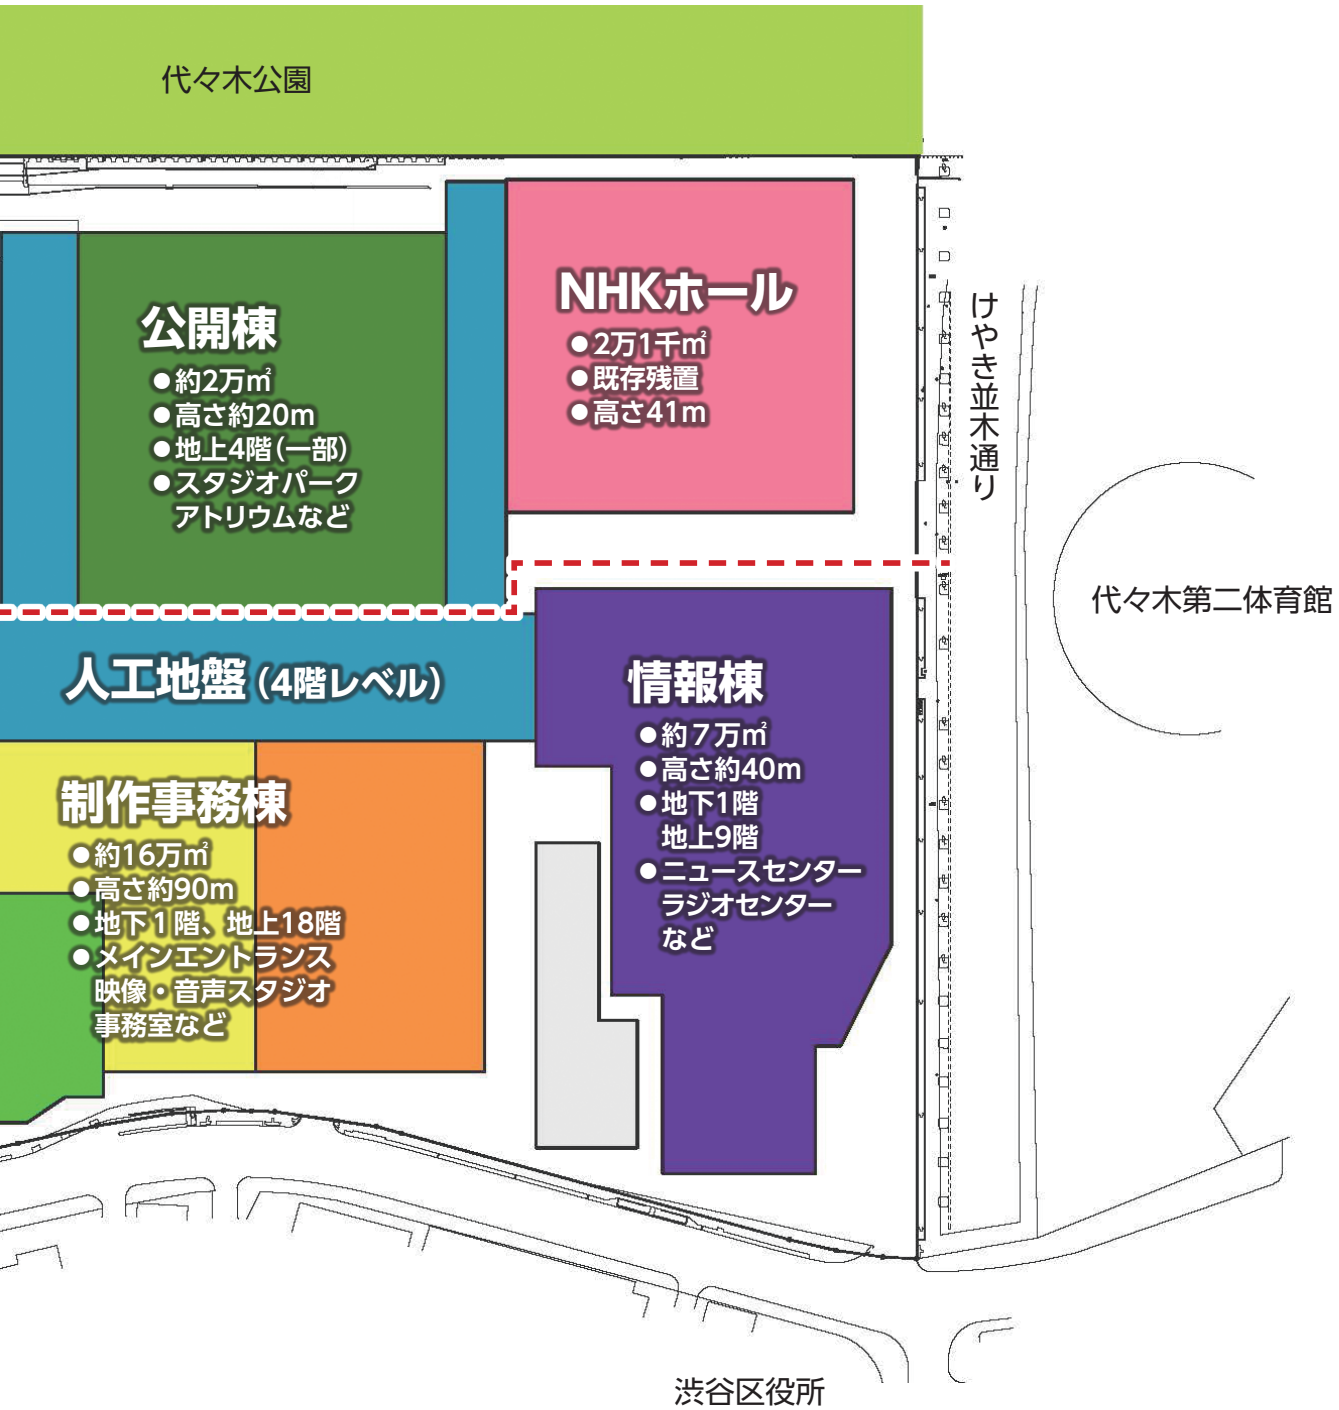 代々木公園
NHKホール
●2万1千㎡
●既存残置
●高さ41m
公開棟
●約2万㎡
●高さ約20m
●地上4階(一部)
●スタジオパーク
アトリウムなど
けやき並木通り
代々木第二体育館
人工地盤(4階レベル)
情報棟
●約7万㎡
●高さ約40m
●地下1階
地上9階
●ニュースセンター
ラジオセンター
など
制作事務棟
●約16万㎡
●高さ約90m
●地下1階、地上18階
●メインエントランス
映像・音声スタジオ
事務室など
渋谷区役所